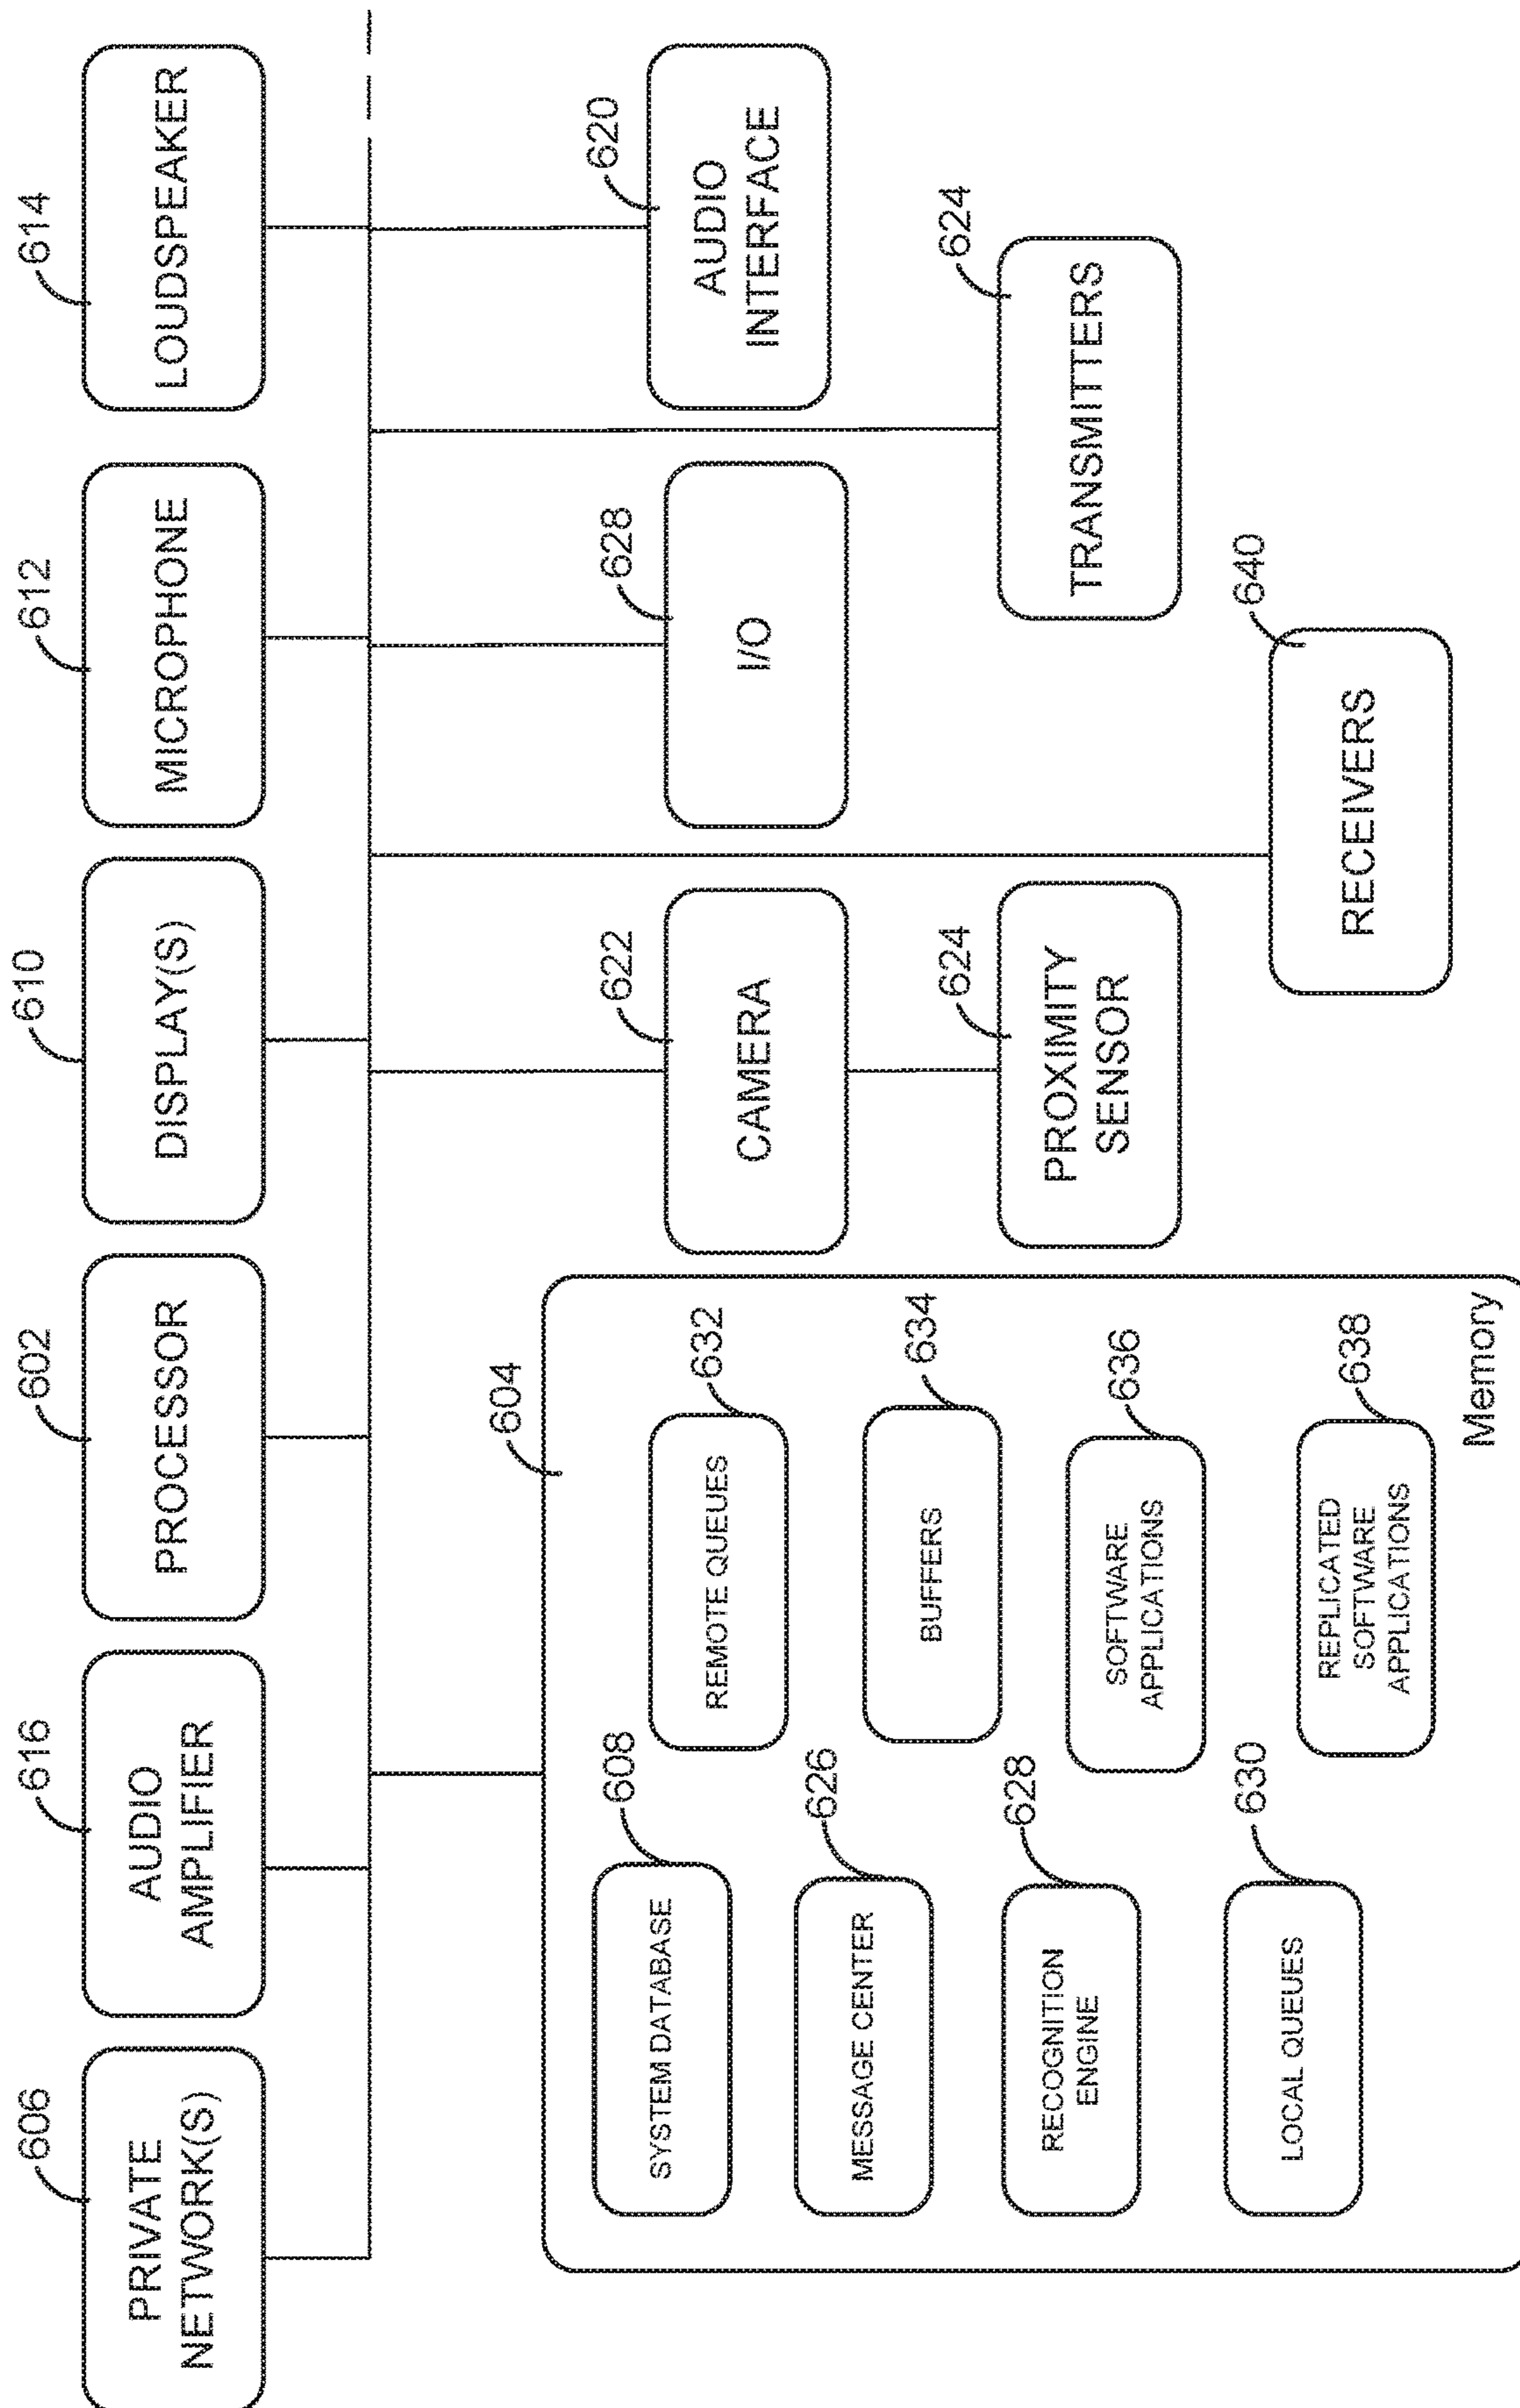 606
PRIVATE
NETWORK(S)
616
AUDIO
AMPLIFIER
602
PROCESSOR
610
DISPLAY(S)
612
MICROPHONE
614
LOUDSPEAKER
604
608
SYSTEM DATABASE
632
REMOTE QUEUES
626
MESSAGE CENTER
634
BUFFERS
628
RECOGNITION
ENGINE
636
SOFTWARE
APPLICATIONS
630
LOCAL QUEUES
638
REPLICATED
SOFTWARE
APPLICATIONS
Memory
622
CAMERA
628
I/O
620
AUDIO
INTERFACE
624
PROXIMITY
SENSOR
624
TRANSMITTERS
640
RECEIVERS